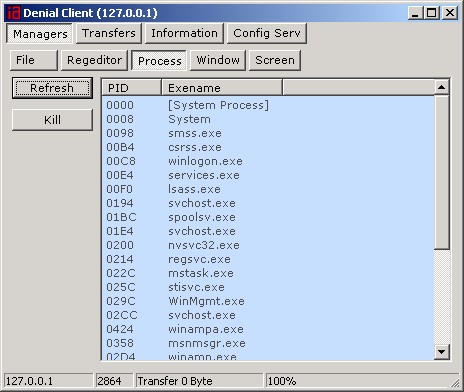 Denial Client (127.0.0.1)
Managers Transfers Information Config Serv
File Regeditor Process Window Screen
Refresh
Kill
PID Exename
0000 [System Process]
0008 System
0098 smss.exe
00B4 csrss.exe
00C8 winlogon.exe
00E4 services.exe
00F0 lsass.exe
0194 svchost.exe
01BC spoolsv.exe
01E4 svchost.exe
0200 nvsvc32.exe
0214 regsvc.exe
022C mstask.exe
025C stisvc.exe
029C WinMgmt.exe
02CC svchost.exe
0424 winampa.exe
0358 msnmsgr.exe
02D4 winamp.exe
127.0.0.1 2864 Transfer 0 Byte 100%